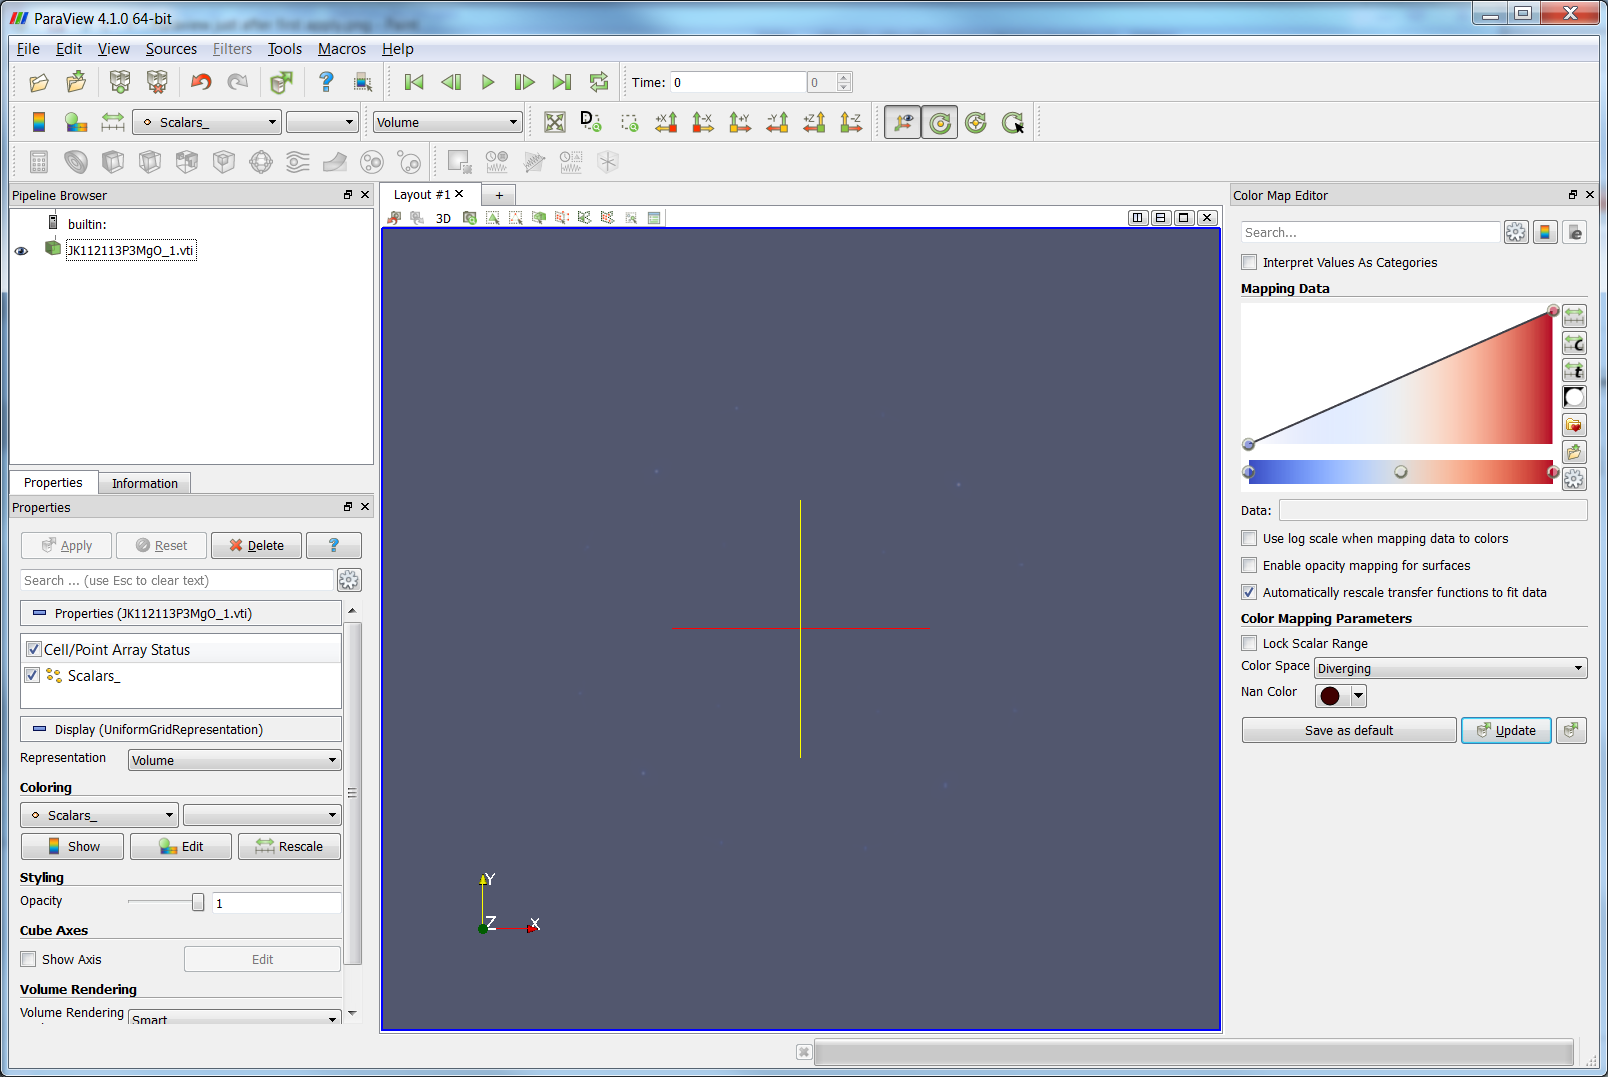 ParaView 4.1.0 64-bit
File Edit View Sources Filters Tools Macros Help
Time: 0 0
Scalars_ Volume D +X -X +Y -Y +Z -Z
Pipeline Browser
builtin:
JK112113P3MgO_1.vti
Properties Information
Properties
Apply Reset Delete ?
Search ... (use Esc to clear text)
Properties (JK112113P3MgO_1.vti)
Cell/Point Array Status
Scalars_
Display (UniformGridRepresentation)
Representation Volume
Coloring
Scalars_
Show Edit Rescale
Styling
Opacity 1
Cube Axes
Show Axis Edit
Volume Rendering
Volume Rendering Smart
Layout #1 +
3D
Y
Z X
Color Map Editor
Search...
Interpret Values As Categories
Mapping Data
Data:
Use log scale when mapping data to colors
Enable opacity mapping for surfaces
Automatically rescale transfer functions to fit data
Color Mapping Parameters
Lock Scalar Range
Color Space Diverging
Nan Color
Save as default Update